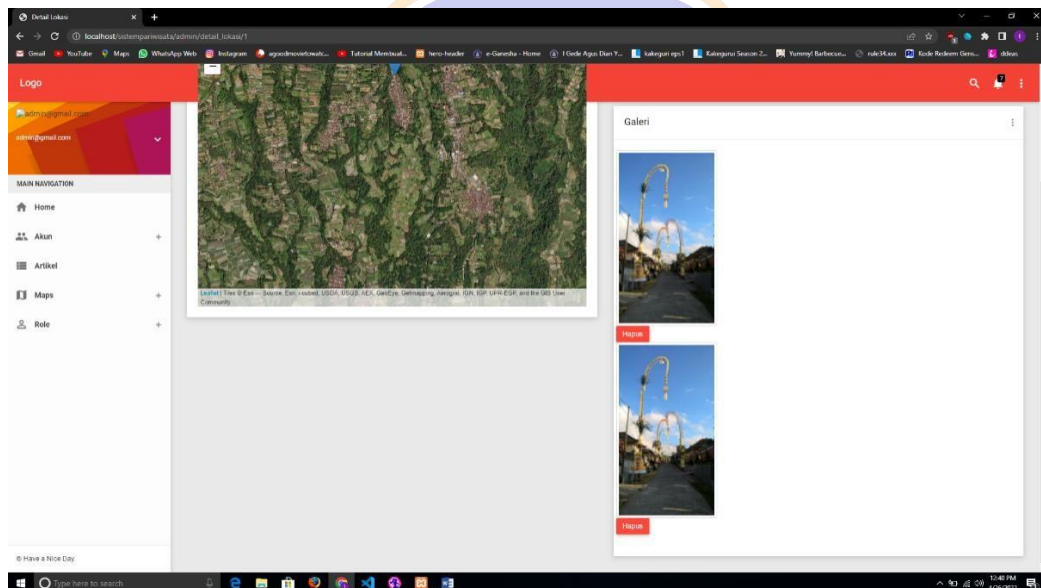 Detail Lokasi
localhost/sistempariwisata/admin/detail_lokasi/1
Gmail YouTube Maps WhatsApp Web Instagram agoodmovietowatc... Tutorial Membuat... hero-header e-Ganesha - Home I Gede Agus Dian Y... kakeguri eps1 Kakegurui Season 2... Yummy! Barbecue... rule34.xxx Kode Redeem Gens... ddeas
Logo
7
admin@gmail.com
admin@gmail.com
MAIN NAVIGATION
Home
Akun +
Artikel
Maps +
Role +
© Have a Nice Day
Leaflet | Tiles © Esri — Source: Esri, i-cubed, USDA, USGS, AEX, GeoEye, Getmapping, Aerogrid, IGN, IGP, UPR-EGP, and the GIS User
Community
Galeri
Hapus
Hapus
Type here to search
12:40 PM